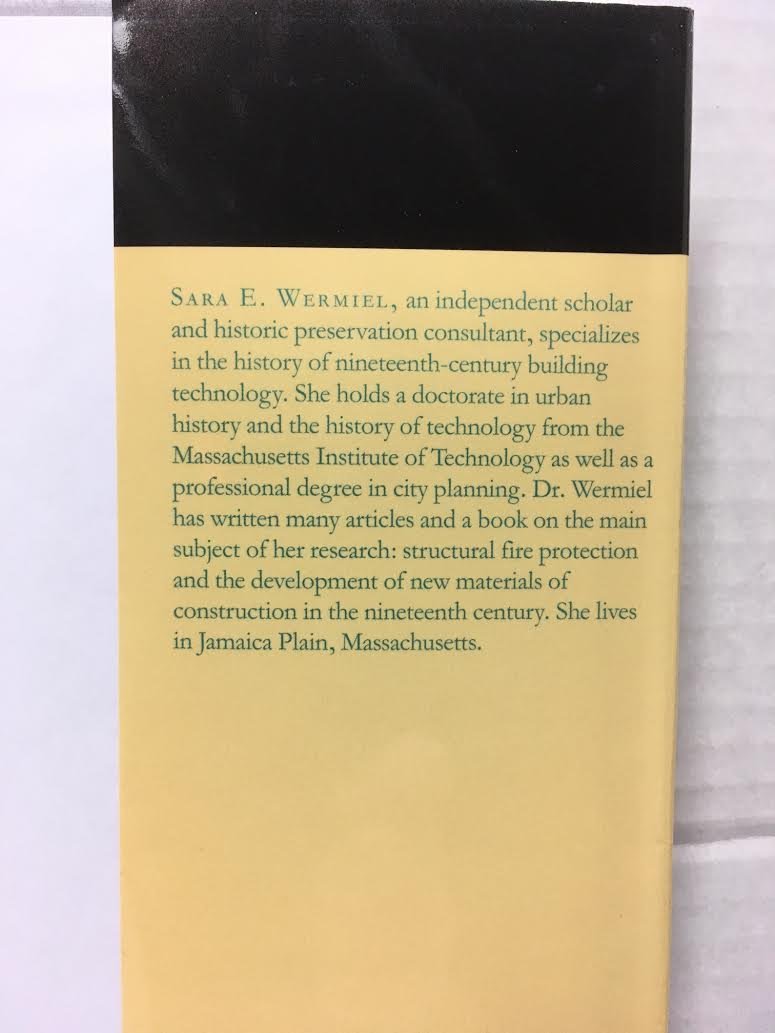 SARA E. WERMIEL, an independent scholar
and historic preservation consultant, specializes
in the history of nineteenth-century building
technology. She holds a doctorate in urban
history and the history of technology from the
Massachusetts Institute of Technology as well as a
professional degree in city planning. Dr. Wermiel
has written many articles and a book on the main
subject of her research: structural fire protection
and the development of new materials of
construction in the nineteenth century. She lives
in Jamaica Plain, Massachusetts.